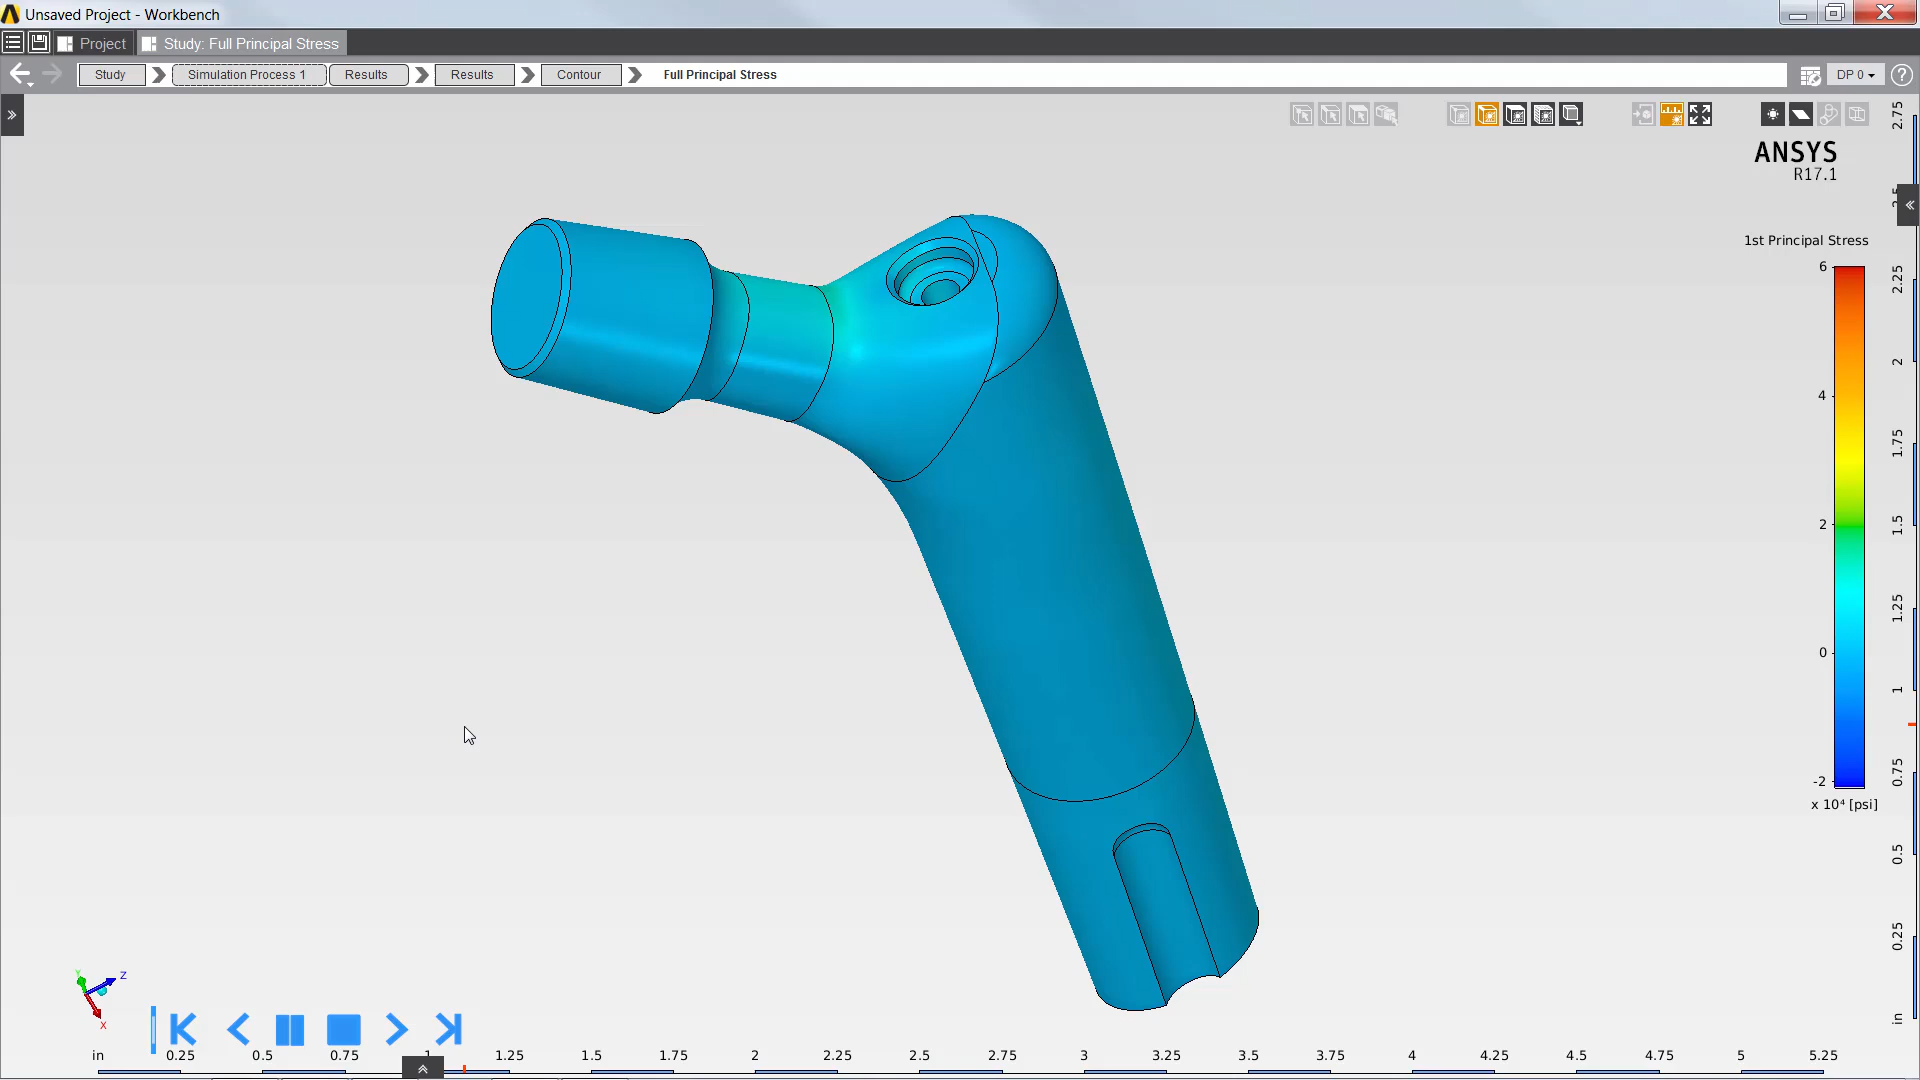 Unsaved Project - Workbench
Project
Study: Full Principal Stress
Study
Simulation Process 1
Results
Results
Contour
Full Principal Stress
DP 0
?
ANSYS
R17.1
1st Principal Stress
6
4
2
0
-2
x 10⁴ [psi]
2.75
2.25
2
1.75
1.5
1.25
1
0.75
0.5
0.25
in
Y
Z
X
in
0.25
0.5
0.75
1
1.25
1.5
1.75
2
2.25
2.5
2.75
3
3.25
3.5
3.75
4
4.25
4.5
4.75
5
5.25